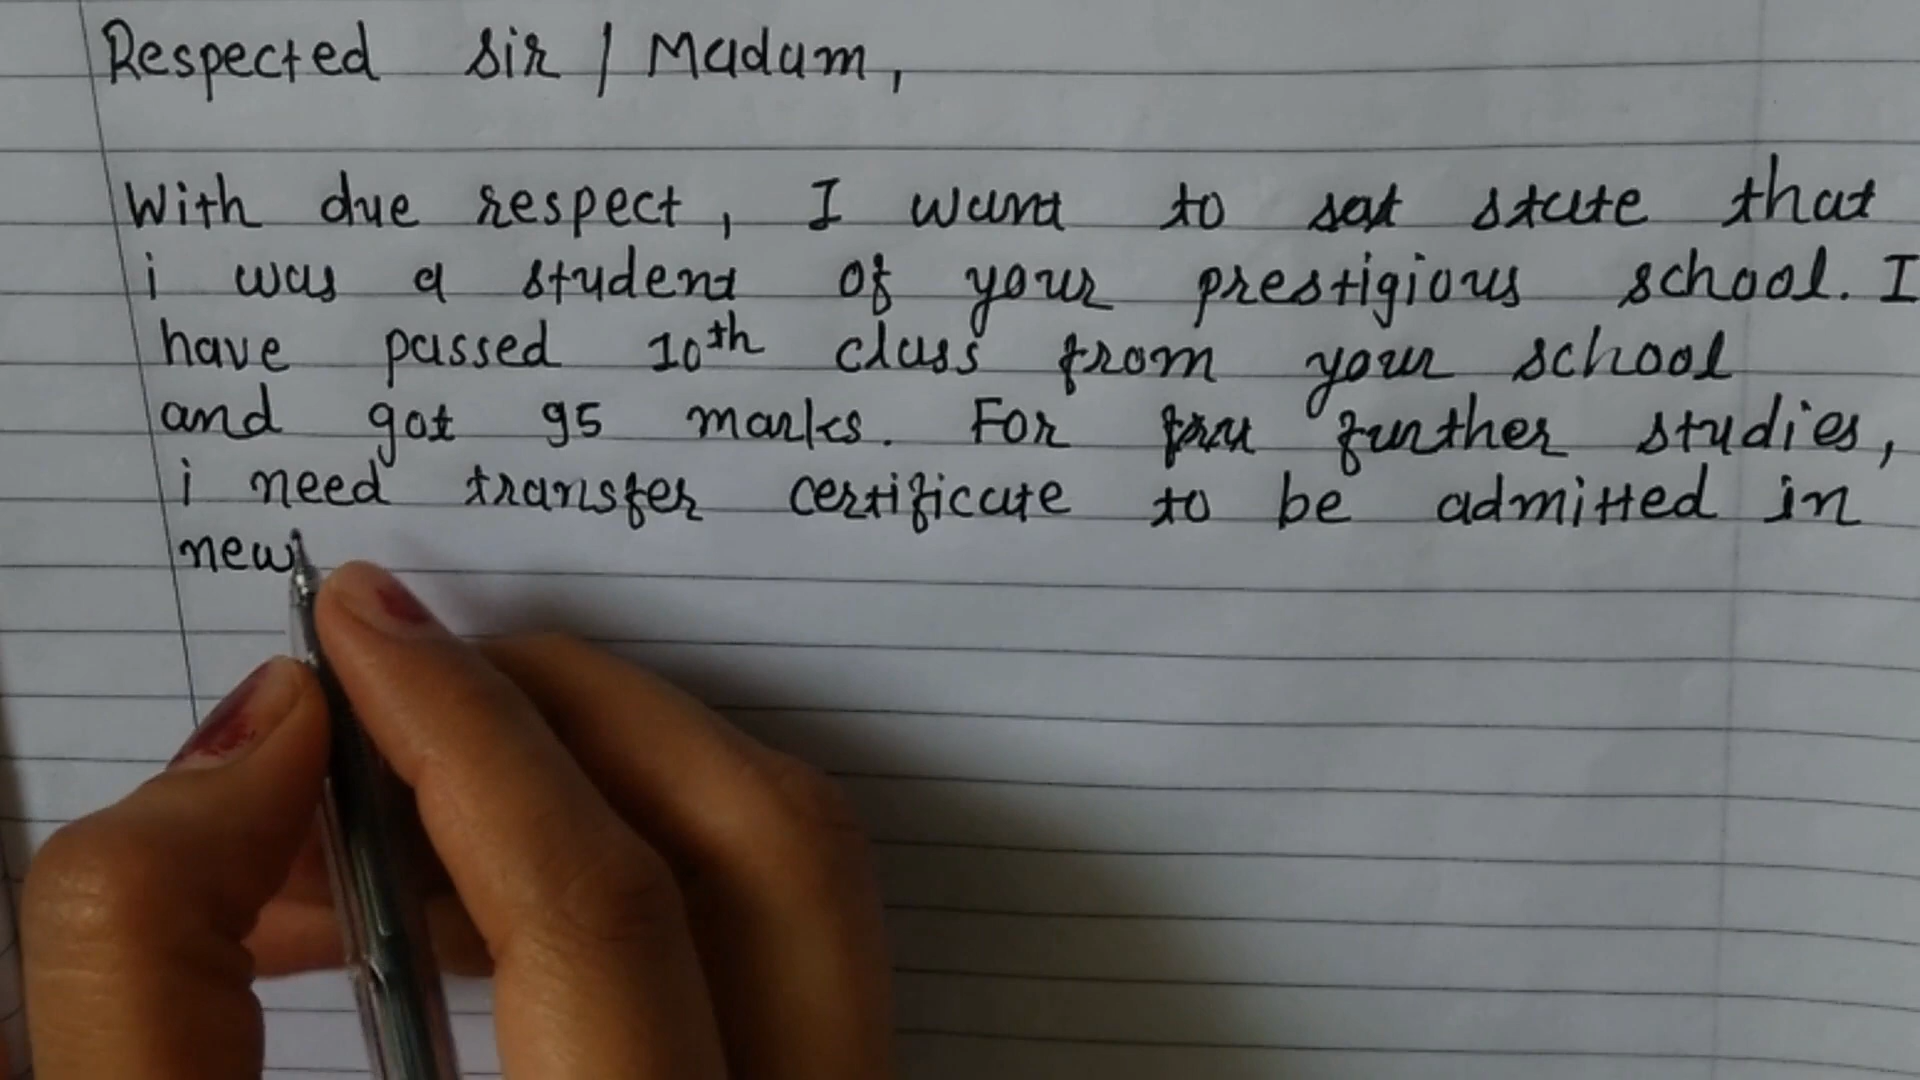 Respected sir / Madam,
With due respect, I want to state that
i was a student of your prestigious school. I
have passed 10th class from your school
and got 95 marks. For further studies,
i need transfer certificate to be admitted in
new